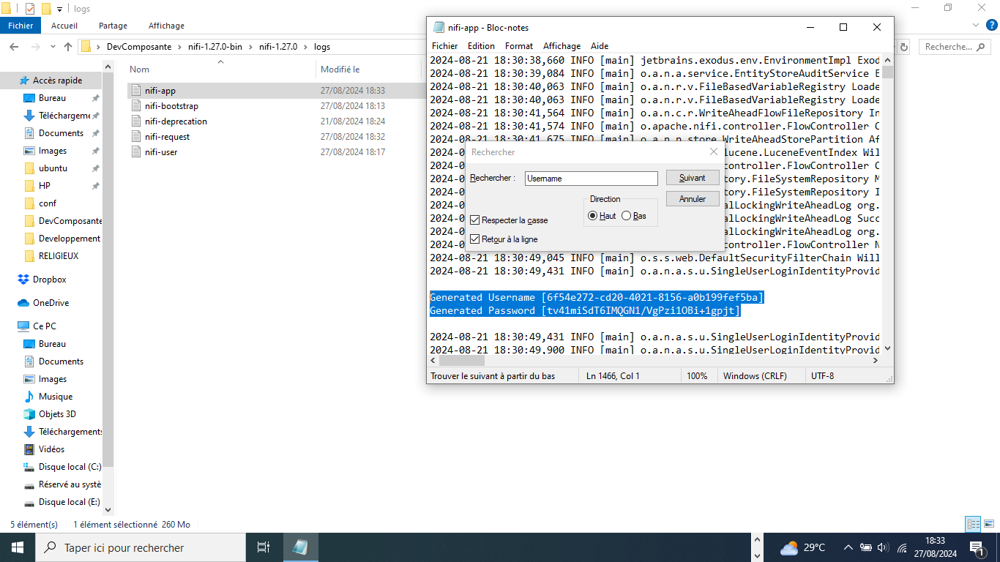 logs
Fichier Accueil Partage Affichage
DevComposante nifi-1.27.0-bin nifi-1.27.0 logs
Recherche...
Accès rapide
Bureau
Téléchargeme
Documents
Images
ubuntu
HP
conf
DevComposante
Developpement
RELIGIEUX
Dropbox
OneDrive
Ce PC
Bureau
Documents
Images
Musique
Objets 3D
Téléchargements
Vidéos
Disque local (C:)
Réservé au systè
Disque local (E:)
Nom Modifié le
nifi-app 27/08/2024 18:33
nifi-bootstrap 27/08/2024 18:13
nifi-deprecation 21/08/2024 18:24
nifi-request 27/08/2024 18:32
nifi-user 27/08/2024 18:17
nifi-app - Bloc-notes
Fichier Edition Format Affichage Aide
2024-08-21 18:30:38,660 INFO [main] jetbrains.exodus.env.EnvironmentImpl Exod
2024-08-21 18:30:39,084 INFO [main] o.a.n.a.service.EntityStoreAuditService E
2024-08-21 18:30:40,063 INFO [main] o.a.n.r.v.FileBasedVariableRegistry Loade
2024-08-21 18:30:40,063 INFO [main] o.a.n.r.v.FileBasedVariableRegistry Loade
2024-08-21 18:30:41,564 INFO [main] o.a.n.c.r.WriteAheadFlowFileRepository In
2024-08-21 18:30:41,574 INFO [main] o.apache.nifi.controller.FlowController C
2024-08-21 18:30:41,675 INFO [main] o.a.n.p.store.WriteAheadStorePartition Af
2024-0 lucene.LuceneEventIndex Wil
2024-0 controller.FlowController C
2024-0 tory.FileSystemRepository M
2024-0 tory.FileSystemRepository I
2024-0 alLockingWriteAheadLog org.
2024-0 alLockingWriteAheadLog Succ
2024-0 alLockingWriteAheadLog org.
2024-0 controller.FlowController N
2024-08-21 18:30:49,045 INFO [main] o.s.s.web.DefaultSecurityFilterChain Will
2024-08-21 18:30:49,431 INFO [main] o.a.n.a.s.u.SingleUserLoginIdentityProvid
Generated Username [6f54e272-cd20-4021-8156-a0b199fef5ba]
Generated Password [tv41miSdT6IMQGN1/VgPzi1OBi+1gpjt]
2024-08-21 18:30:49,431 INFO [main] o.a.n.a.s.u.SingleUserLoginIdentityProvid
2024-08-21 18:30:49,900 INFO [main] o.a.n.a.s.u.SingleUserLoginIdentityProvid
Trouver le suivant à partir du bas Ln 1466, Col 1 100% Windows (CRLF) UTF-8
Rechercher
Rechercher : Username Suivant
Direction Annuler
Respecter la casse Haut Bas
Retour à la ligne
5 élément(s) 1 élément sélectionné 260 Mo
Taper ici pour rechercher
29°C
18:33
27/08/2024
1